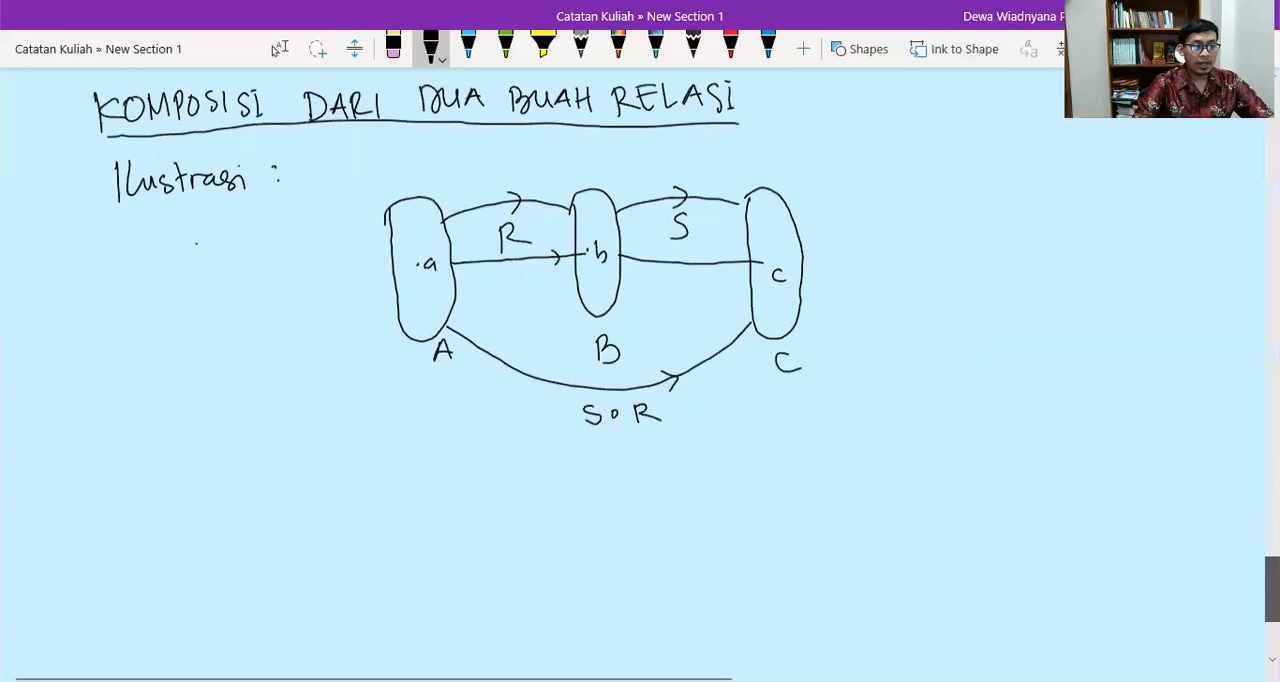 Catatan Kuliah » New Section 1
Dewa Wiadnyana
Catatan Kuliah » New Section 1
Shapes
Ink to Shape
KOMPOSISI DARI DUA BUAH RELASI
Ilustrasi :
R
S
.a
.b
c
A
B
C
S o R